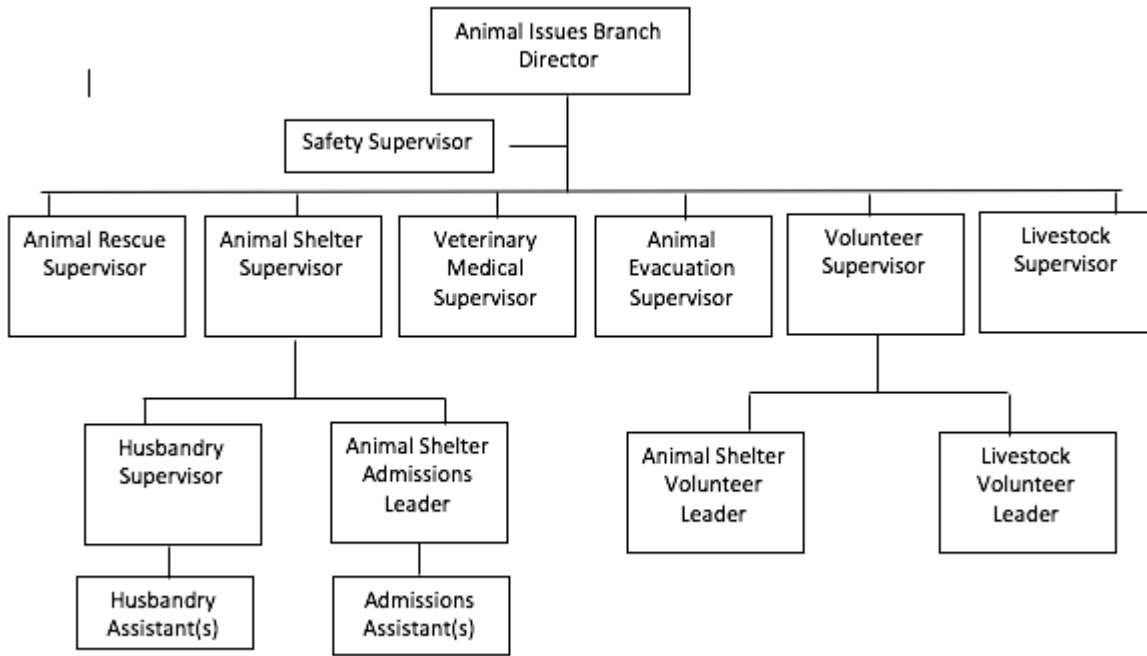 Animal Issues Branch
Director
Safety Supervisor
Animal Rescue
Supervisor
Animal Shelter
Supervisor
Veterinary
Medical
Supervisor
Animal
Evacuation
Supervisor
Volunteer
Supervisor
Livestock
Supervisor
Husbandry
Supervisor
Animal Shelter
Admissions
Leader
Animal Shelter
Volunteer
Leader
Livestock
Volunteer
Leader
Husbandry
Assistant(s)
Admissions
Assistant(s)